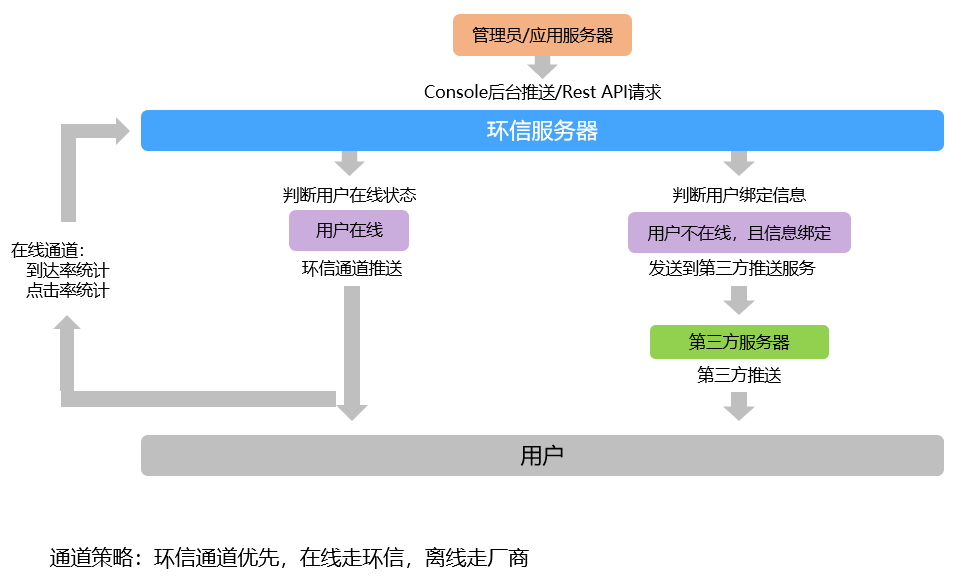 管理员/应用服务器
Console后台推送/Rest API请求
环信服务器
判断用户在线状态
用户在线
环信通道推送
判断用户绑定信息
用户不在线，且信息绑定
发送到第三方推送服务
第三方服务器
第三方推送
在线通道：
到达率统计
点击率统计
用户
通道策略：环信通道优先，在线走环信，离线走厂商